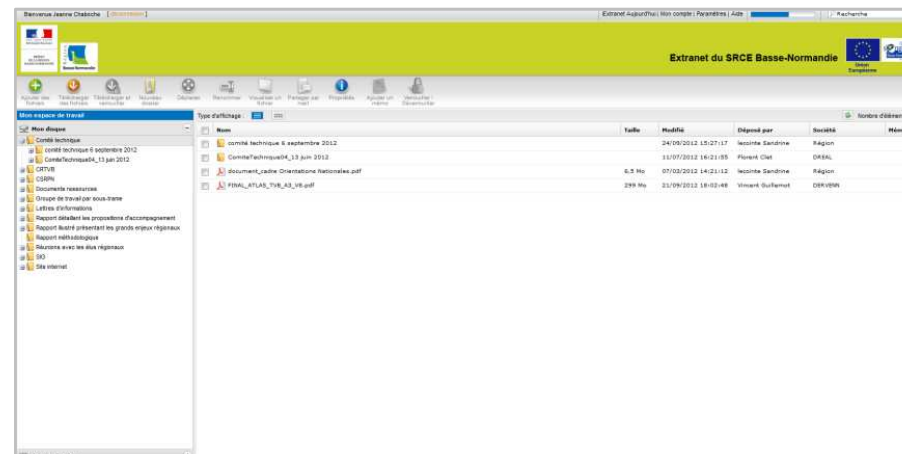 Bienvenue Jeanne Chaboche [ déconnexion ]
Extranet Aujourd'hui | Mon compte | Paramètres | Aide
Recherche
Basse-Normandie
Extranet du SRCE Basse-Normandie
Union Européenne
Ajouter des fichiers
Télécharger des fichiers
Télécharger et verrouiller
Nouveau dossier
Déplacer
Renommer
Visualiser un fichier
Partager par mail
Propriétés
Ajouter un mémo
Verrouiller / Déverrouiller
Mon espace de travail
Type d'affichage :
Mon disque
Nom
Taille
Modifié
Déposé par
Société
Comité technique
comité technique 6 septembre 2012
ComiteTechnique04_13 juin 2012
CRTVB
CSRPN
Documents ressources
Groupe de travail par sous-trame
Lettres d'informations
Rapport détaillant les propositions d'accompagnement
Rapport illustré présentant les grands enjeux régionaux
Rapport méthodologique
Réunions avec les élus régionaux
SIG
Site internet
comité technique 6 septembre 2012 24/09/2012 15:27:17 lecointe Sandrine Région
ComiteTechnique04_13 juin 2012 11/07/2012 16:21:55 Florent Clet DREAL
document_cadre Orientations Nationales.pdf 6,5 Mo 07/03/2012 14:21:12 lecointe Sandrine Région
FINAL_ATLAS_TVB_A3_V6.pdf 299 Mo 21/09/2012 18:02:48 Vincent Guillemot DERVENN